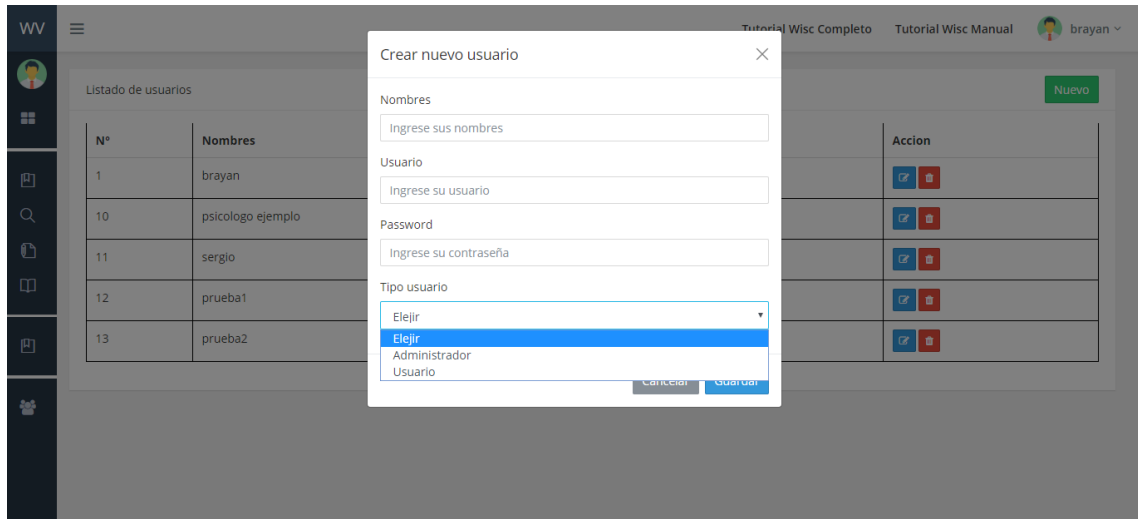 WV
Tutorial Wisc Completo Tutorial Wisc Manual brayan
Crear nuevo usuario
Listado de usuarios Nuevo
Nombres
Ingrese sus nombres
Usuario
Ingrese su usuario
Password
Ingrese su contraseña
Tipo usuario
Elejir
Elejir
Administrador
Usuario
Cancelar Guardar
N° Nombres Accion
1 brayan
10 psicologo ejemplo
11 sergio
12 prueba1
13 prueba2